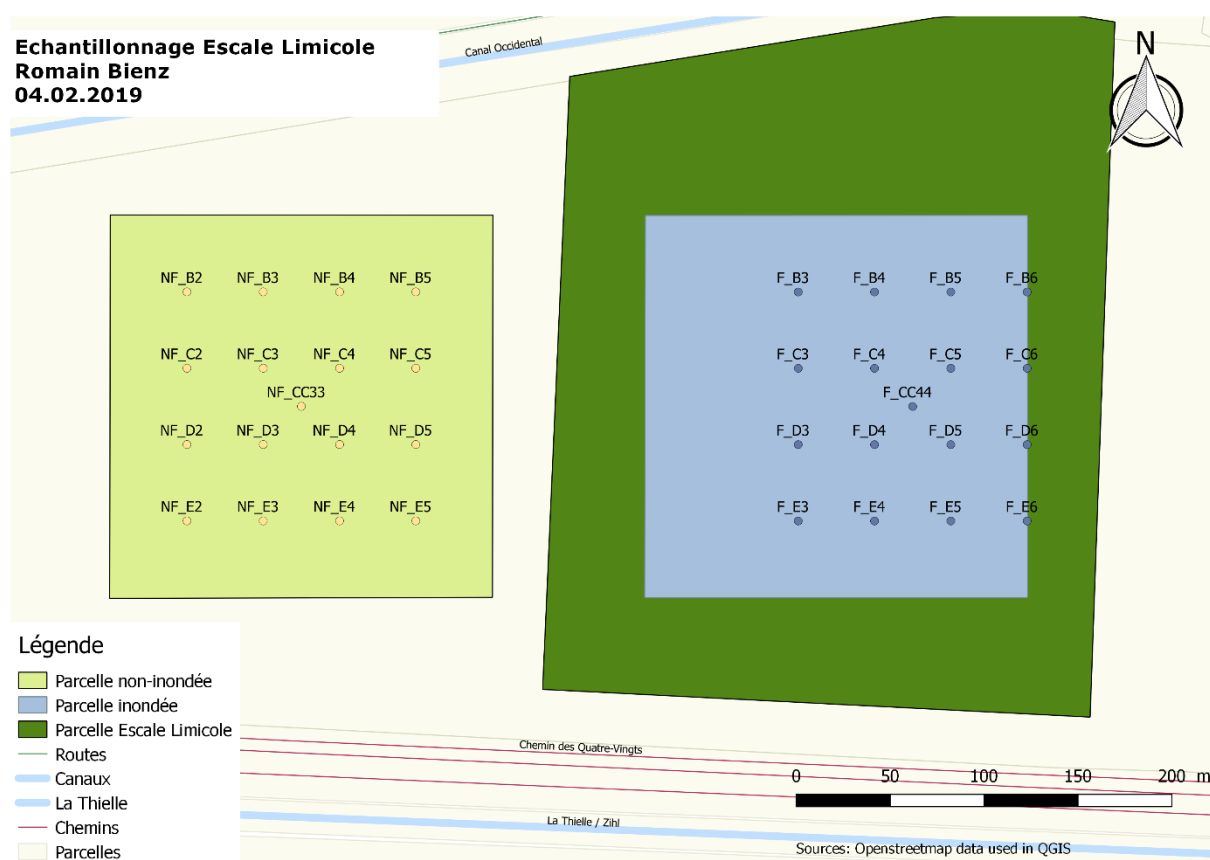 Echantillonnage Escale Limicole
Romain Bienz
04.02.2019
Canal Occidental
N
NF_B2 NF_B3 NF_B4 NF_B5
F_B3 F_B4 F_B5 F_B6
NF_C2 NF_C3 NF_C4 NF_C5
F_C3 F_C4 F_C5 F_C6
NF_CC33
F_CC44
NF_D2 NF_D3 NF_D4 NF_D5
F_D3 F_D4 F_D5 F_D6
NF_E2 NF_E3 NF_E4 NF_E5
F_E3 F_E4 F_E5 F_E6
Légende
Parcelle non-inondée
Parcelle inondée
Parcelle Escale Limicole
Routes
Canaux
La Thielle
Chemins
Parcelles
Chemin des Quatre-Vingts
0 50 100 150 200 m
La Thielle / Zihl
Sources: Openstreetmap data used in QGIS